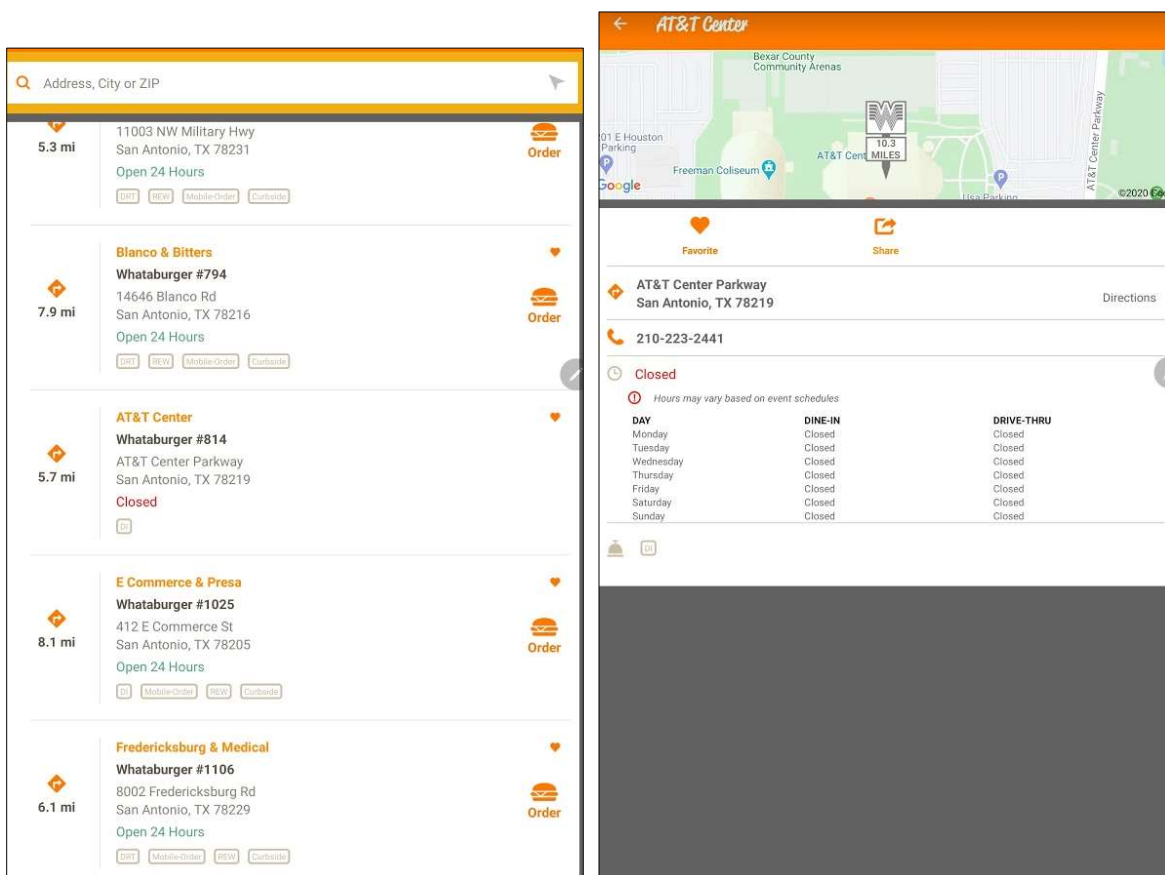 Address, City or ZIP
5.3 mi
11003 NW Military Hwy
San Antonio, TX 78231
Open 24 Hours
DRT REW Mobile-Order Curbside
Order
Blanco & Bitters
Whataburger #794
14646 Blanco Rd
San Antonio, TX 78216
Open 24 Hours
DRT REW Mobile-Order Curbside
7.9 mi
Order
AT&T Center
Whataburger #814
AT&T Center Parkway
San Antonio, TX 78219
Closed
DI
5.7 mi
E Commerce & Presa
Whataburger #1025
412 E Commerce St
San Antonio, TX 78205
Open 24 Hours
DI Mobile-Order REW Curbside
8.1 mi
Order
Fredericksburg & Medical
Whataburger #1106
8002 Fredericksburg Rd
San Antonio, TX 78229
Open 24 Hours
DRT Mobile-Order REW Curbside
6.1 mi
Order
AT&T Center
Bexar County
Community Arenas
01 E Houston
Parking
Freeman Coliseum
AT&T Cent
10.3
MILES
Usa Parking
AT&T Center Parkway
Google
©2020
Favorite
Share
AT&T Center Parkway
San Antonio, TX 78219
Directions
210-223-2441
Closed
Hours may vary based on event schedules
DAY DINE-IN DRIVE-THRU
Monday Closed Closed
Tuesday Closed Closed
Wednesday Closed Closed
Thursday Closed Closed
Friday Closed Closed
Saturday Closed Closed
Sunday Closed Closed
DI